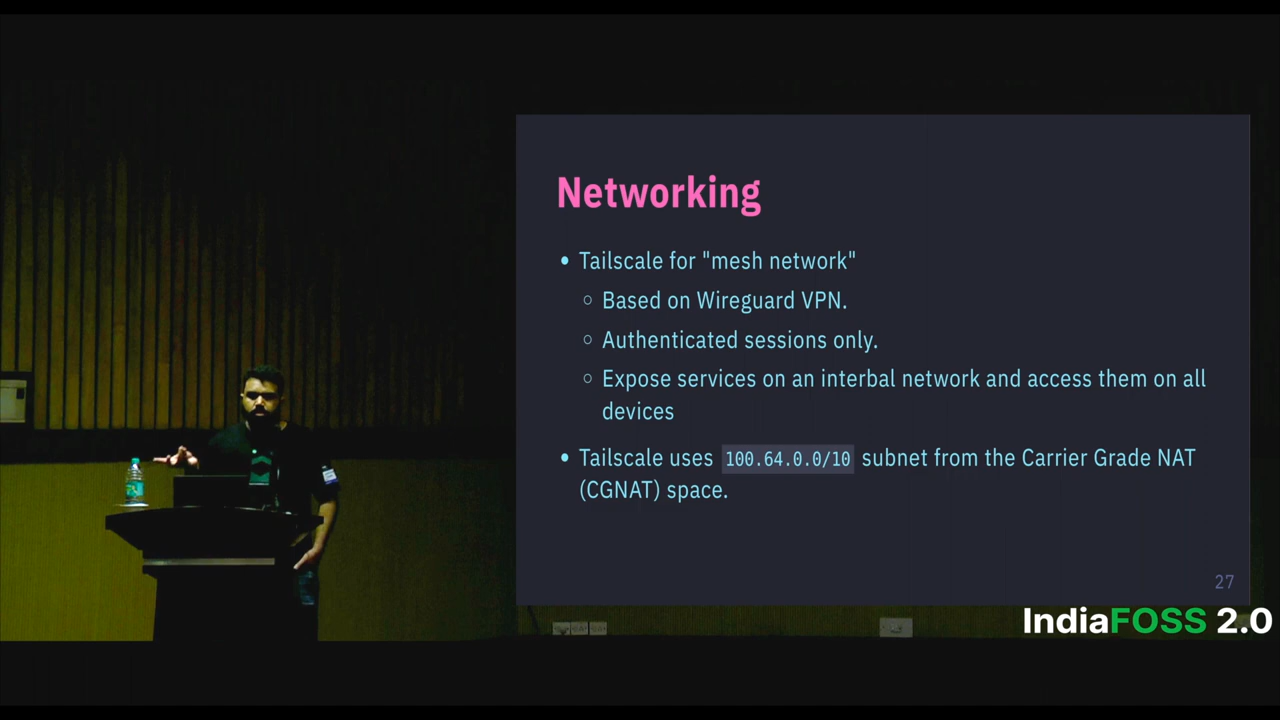 Networking
• Tailscale for "mesh network"
○ Based on Wireguard VPN.
○ Authenticated sessions only.
○ Expose services on an interbal network and access them on all
devices
• Tailscale uses 100.64.0.0/10 subnet from the Carrier Grade NAT
(CGNAT) space.
27
IndiaFOSS 2.0